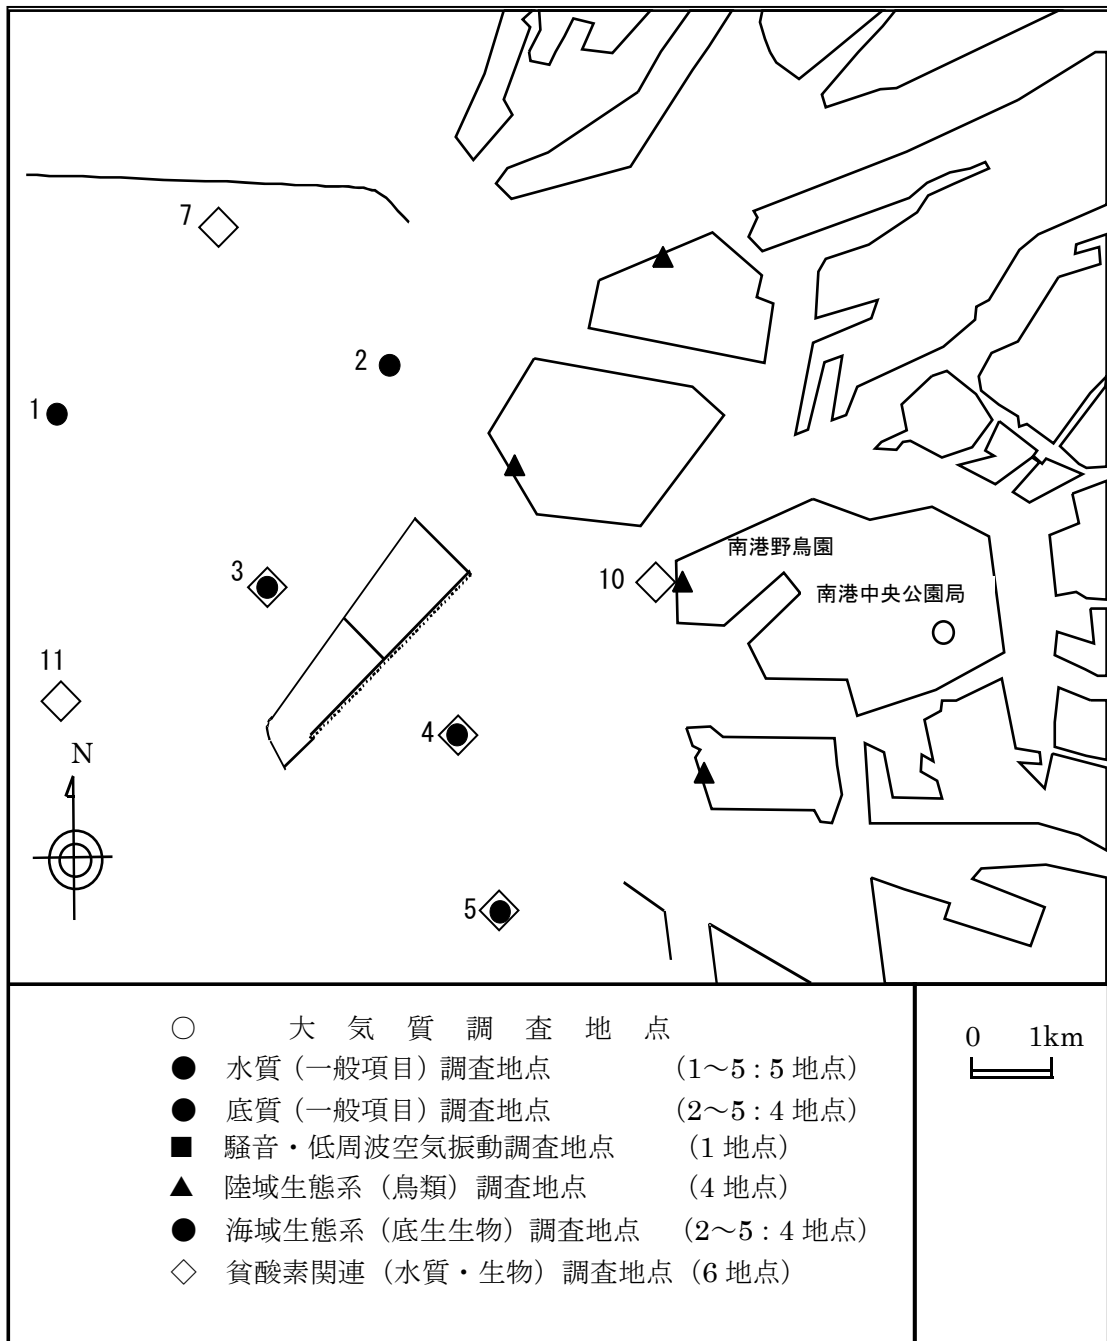 7
2
1
南港野鳥園
3
10
南港中央公園局
11
4
N
5
○ 大気質調査地点
● 水質(一般項目)調査地点 (1~5:5地点)
● 底質(一般項目)調査地点 (2~5:4地点)
■ 騒音・低周波空気振動調査地点 (1地点)
▲ 陸域生態系(鳥類)調査地点 (4地点)
● 海域生態系(底生生物)調査地点 (2~5:4地点)
◇ 貧酸素関連(水質・生物)調査地点(6地点)
0 1km